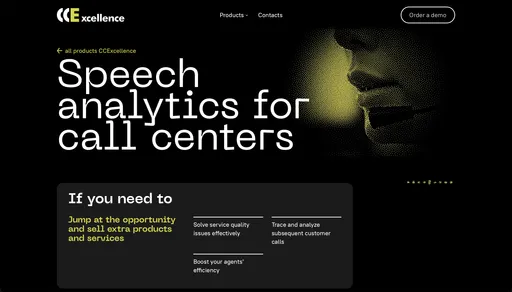 CCExcellence
Products
Contacts
Order a demo
← all products CCExcellence
Speech
analytics for
call centers
If you need to
Jump at the opportunity
and sell extra products
and services
Solve service quality
issues effectively
Trace and analyze
subsequent customer
calls
Boost your agents'
efficiency